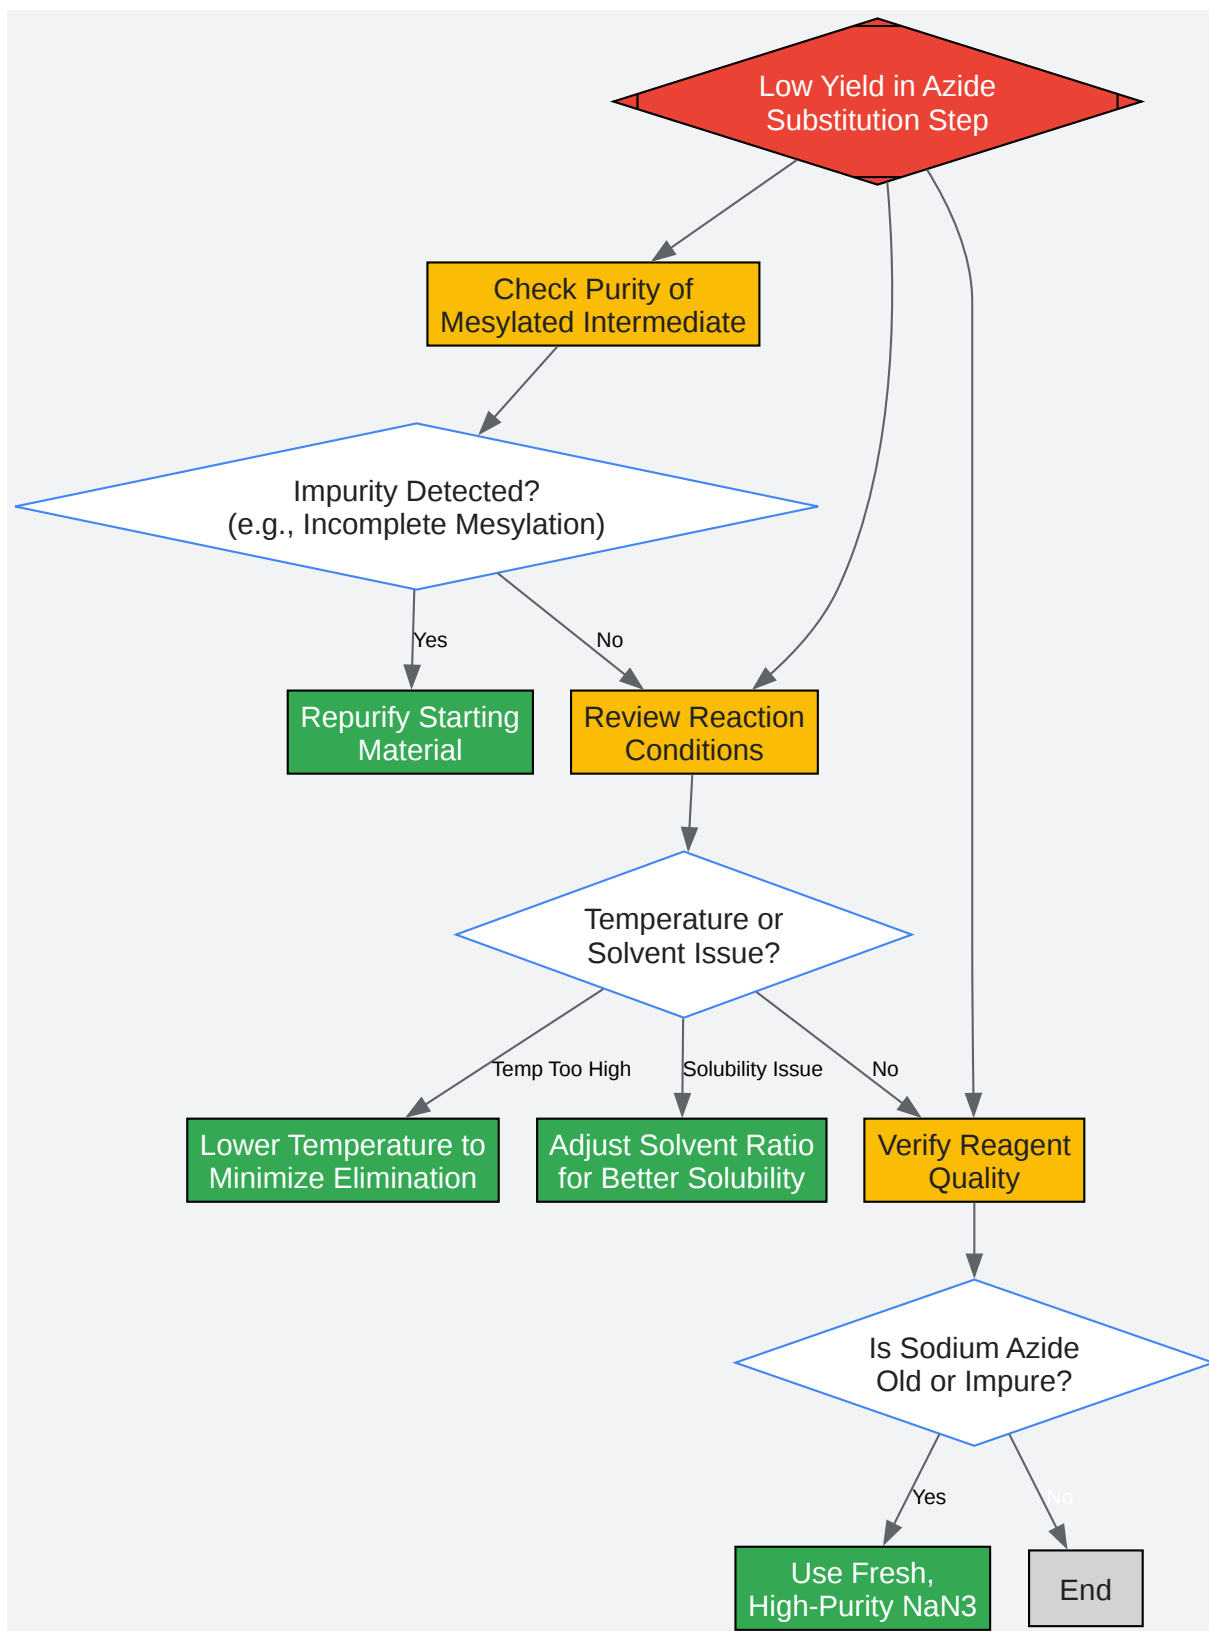 Low Yield in Azide
Substitution Step
Check Purity of
Mesylated Intermediate
Impurity Detected?
(e.g., Incomplete Mesylation)
Yes
No
Repurify Starting
Material
Review Reaction
Conditions
Temperature or
Solvent Issue?
Temp Too High
Solubility Issue
No
Lower Temperature to
Minimize Elimination
Adjust Solvent Ratio
for Better Solubility
Verify Reagent
Quality
Is Sodium Azide
Old or Impure?
Yes
No
Use Fresh,
High-Purity NaN3
End